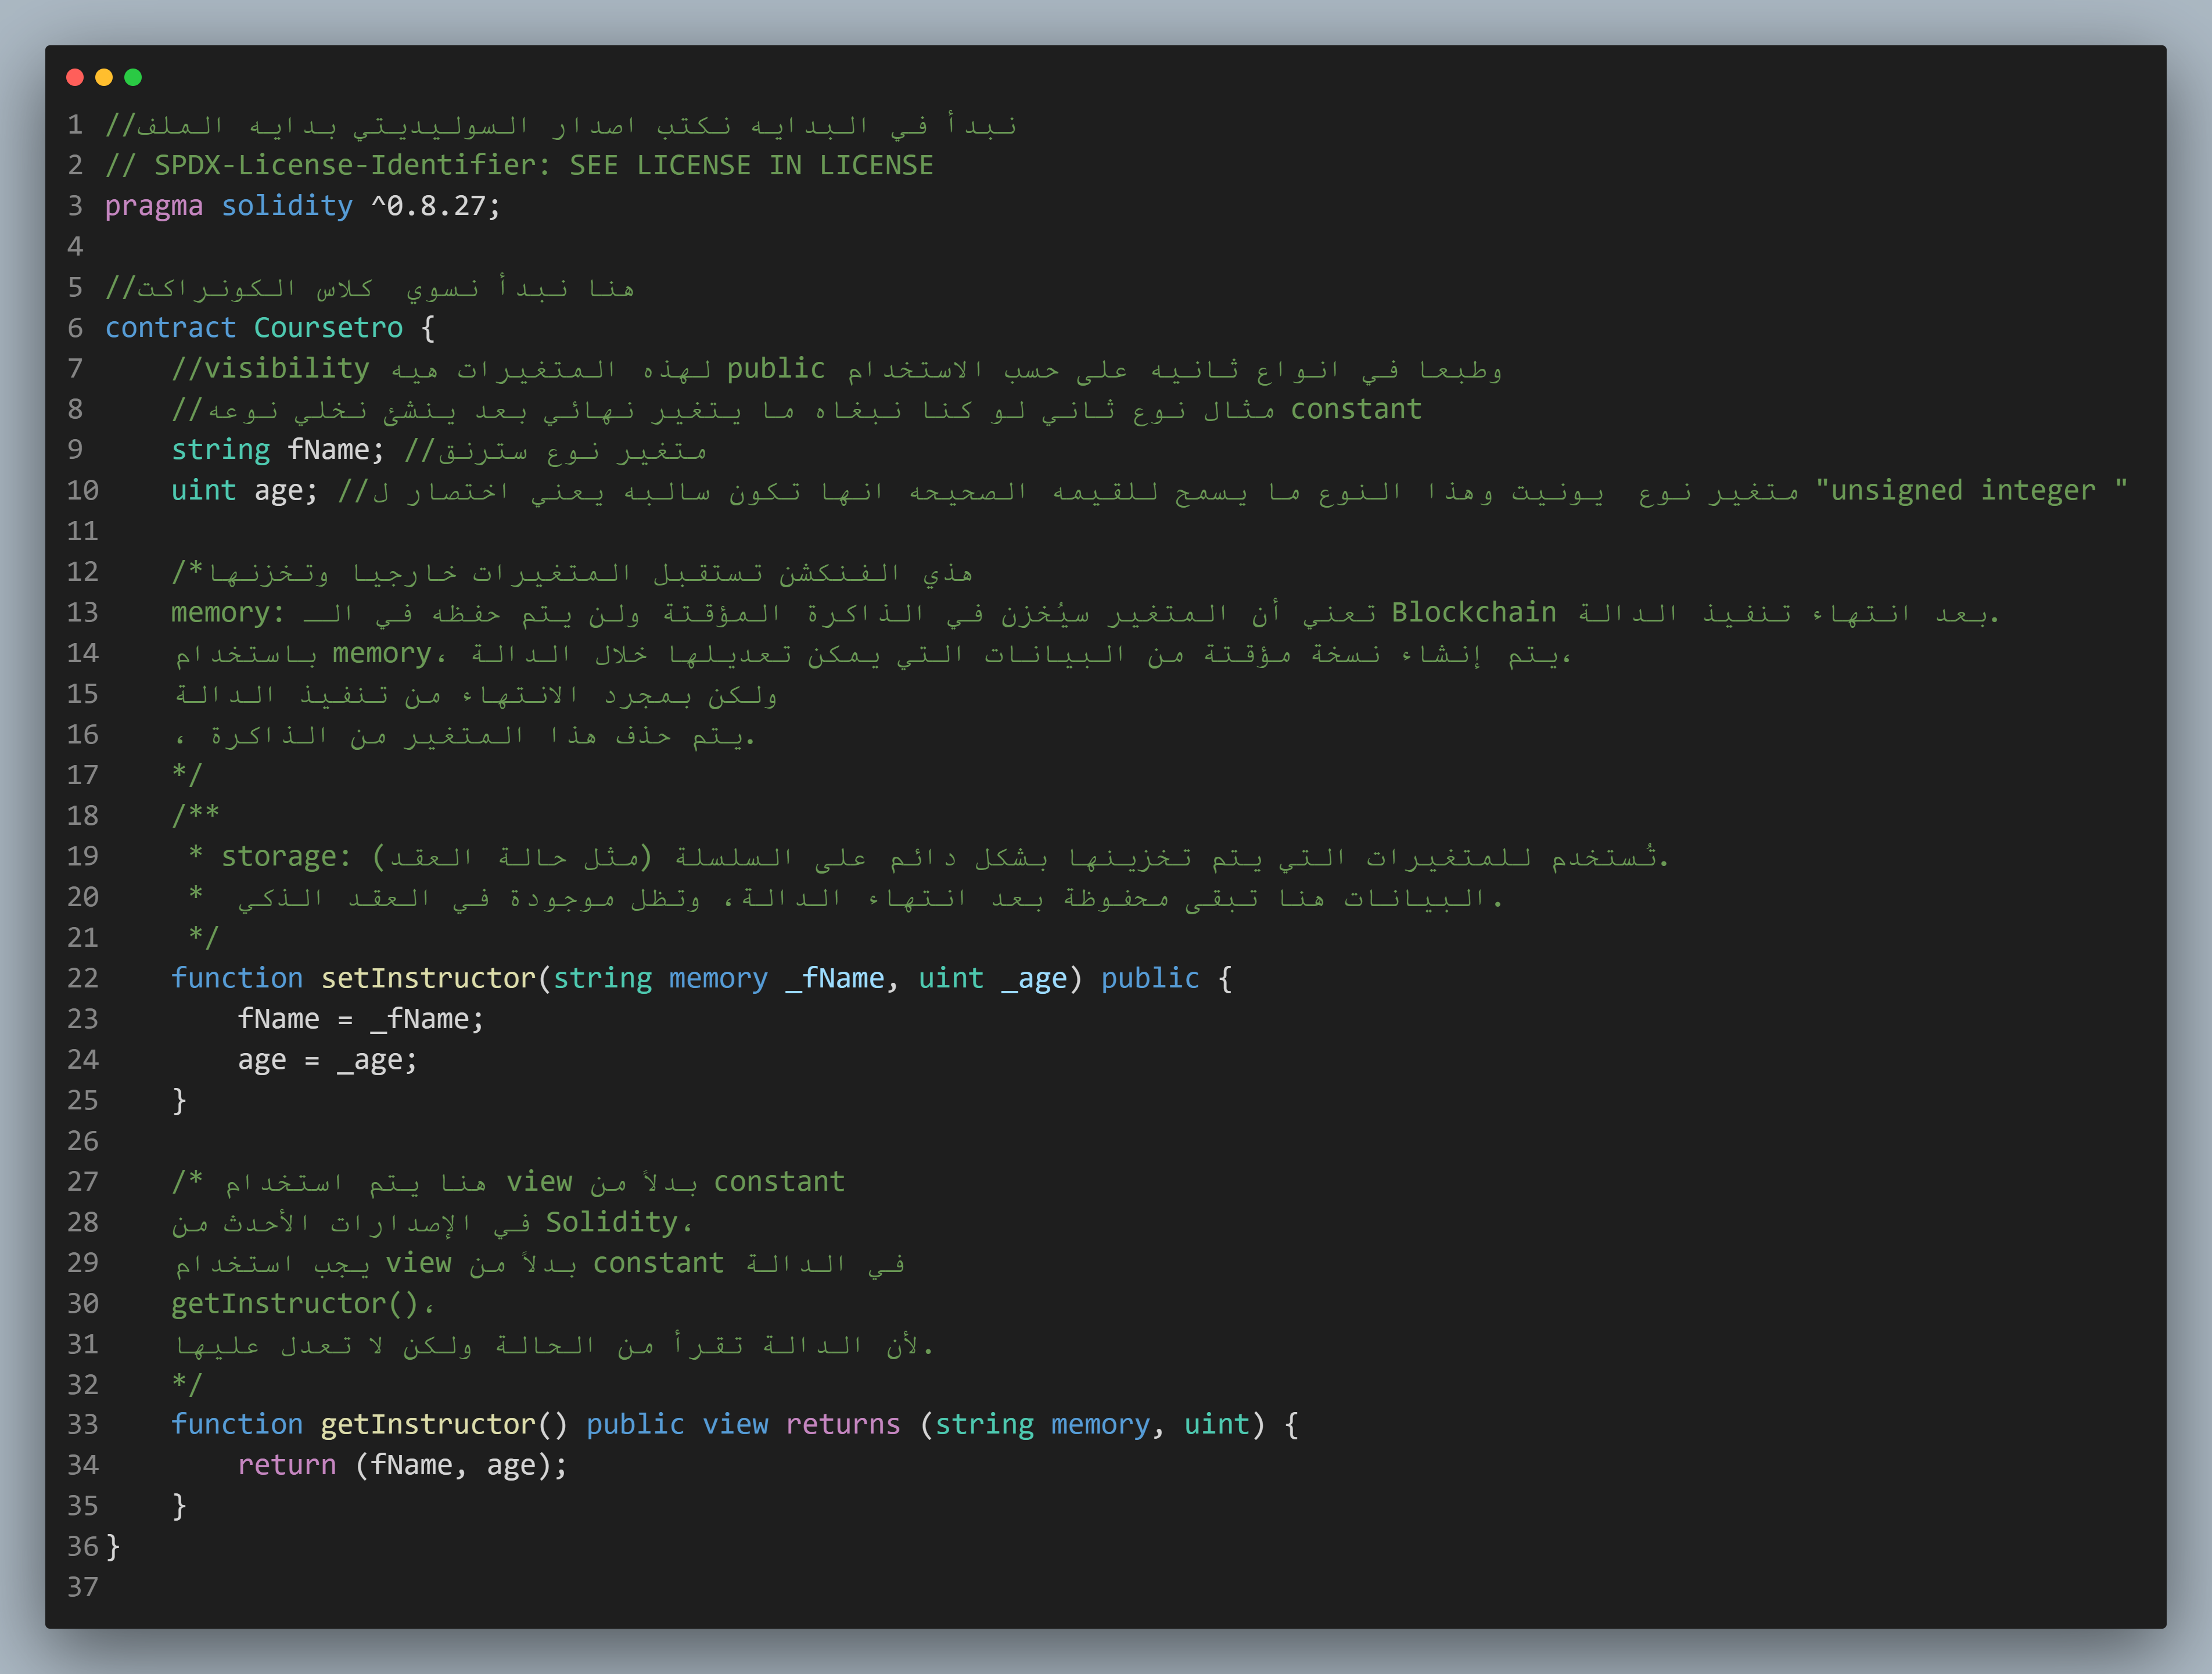 1 //نبدأ في البدايه نكتب اصدار السوليديتي بدايه الملف
2 // SPDX-License-Identifier: SEE LICENSE IN LICENSE
3 pragma solidity ^0.8.27;
4
5 //هنا نبدأ نسوي  كلاس الكونراكت
6 contract Coursetro {
7     //visibility لهذه المتغيرات هيه public وطبعا في انواع ثانيه على حسب الاستخدام
8     //مثال نوع ثاني لو كنا نبغاه ما يتغير نهائي بعد ينشئ نخلي نوعه constant
9     string fName; //متغير نوع سترنق
10     uint age; //متغير نوع  يونيت وهذا النوع ما يسمح للقيمه الصحيحه انها تكون سالبه يعني اختصار ل "unsigned integer "
11
12     /*هذي الفنكشن تستقبل المتغيرات خارجيا وتخزنها
13     memory: تعني أن المتغير سيُخزن في الذاكرة المؤقتة ولن يتم حفظه في الـ Blockchain بعد انتهاء تنفيذ الدالة.
14     باستخدام memory، يتم إنشاء نسخة مؤقتة من البيانات التي يمكن تعديلها خلال الدالة،
15     ولكن بمجرد الانتهاء من تنفيذ الدالة
16     ، يتم حذف هذا المتغير من الذاكرة.
17     */
18     /**
19      * storage: تُستخدم للمتغيرات التي يتم تخزينها بشكل دائم على السلسلة (مثل حالة العقد).
20      *  البيانات هنا تبقى محفوظة بعد انتهاء الدالة، وتظل موجودة في العقد الذكي.
21      */
22     function setInstructor(string memory _fName, uint _age) public {
23         fName = _fName;
24         age = _age;
25     }
26
27     /* هنا يتم استخدام view بدلاً من constant
28     في الإصدارات الأحدث من Solidity،
29     يجب استخدام view بدلاً من constant في الدالة
30     getInstructor()،
31     لأن الدالة تقرأ من الحالة ولكن لا تعدل عليها.
32     */
33     function getInstructor() public view returns (string memory, uint) {
34         return (fName, age);
35     }
36 }
37